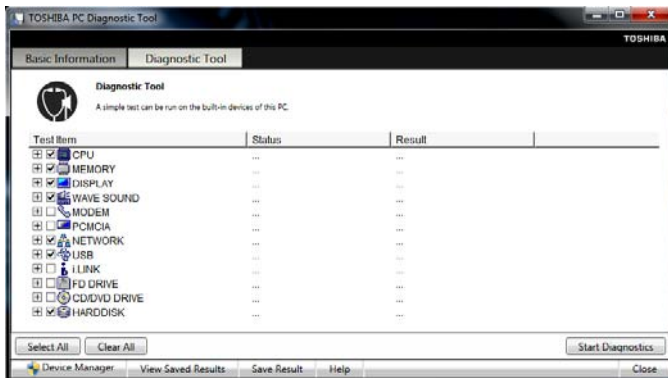 TOSHIBA PC Diagnostic Tool
TOSHIBA
Basic Information Diagnostic Tool
Diagnostic Tool
A simple test can be run on the built-in devices of this PC.
Test Item Status Result
CPU ... ...
MEMORY ... ...
DISPLAY ... ...
WAVE SOUND ... ...
MODEM ... ...
PCMCIA ... ...
NETWORK ... ...
USB ... ...
i.LINK ... ...
FD DRIVE ... ...
CD/DVD DRIVE ... ...
HARDDISK ... ...
Select All Clear All Start Diagnostics
Device Manager View Saved Results Save Result Help Close